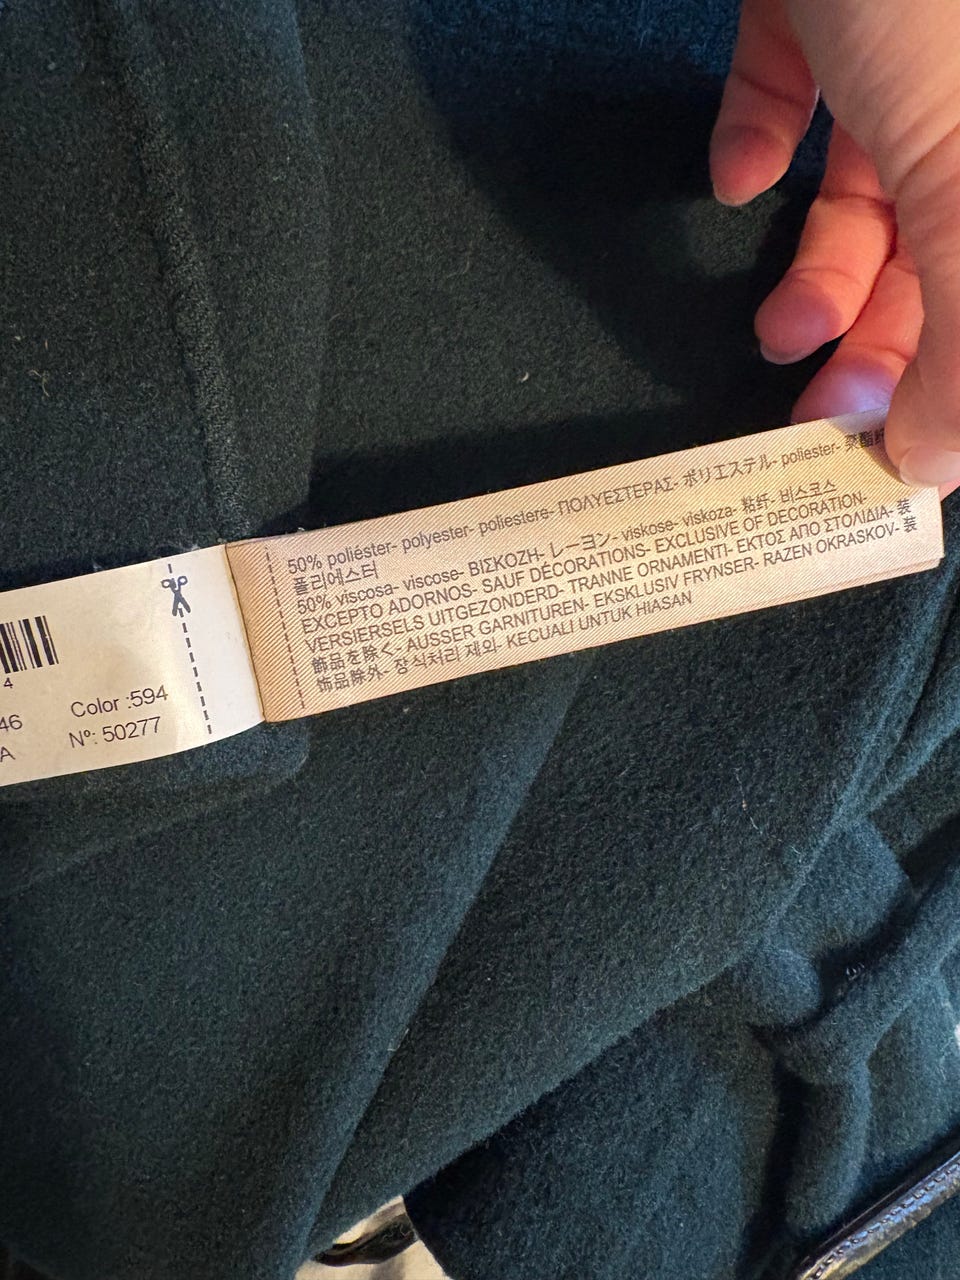 4
46
A
Color :594
Nº: 50277
50% poliéster- polyester- poliestere- ΠΟΛΥΕΣΤΕΡΑΣ- ポリエステル- poliester- 聚酯纤
폴리에스터
50% viscosa- viscose- ΒΙΣΚΟΖΗ- レーヨン- viskose- viskoza- 粘纤- 비스코스
EXCEPTO ADORNOS- SAUF DÉCORATIONS- EXCLUSIVE OF DECORATION-
VERSIERSELS UITGEZONDERD- TRANNE ORNAMENTI- ΕΚΤΟΣ ΑΠΟ ΣΤΟΛΙΔΙΑ- 装
飾品を除く- AUSSER GARNITUREN- EKSKLUSIV FRYNSER- RAZEN OKRASKOV- 装
饰品除外- 장식처리 제외- KECUALI UNTUK HIASAN